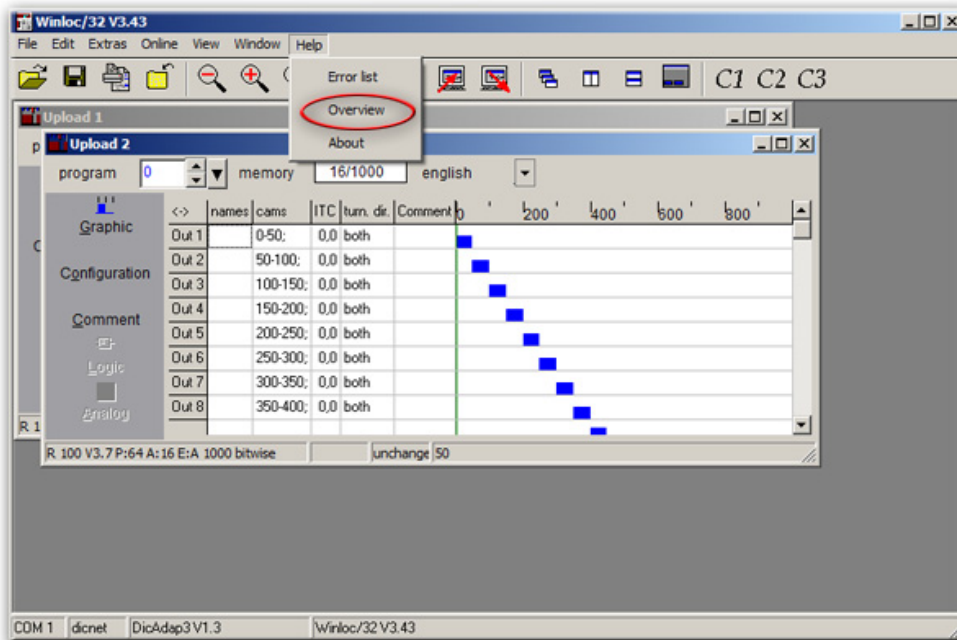 Winloc/32 V3.43
File Edit Extras Online View Window Help
C1 C2 C3
Error list
Overview
About
Upload 1
Upload 2
program 0 memory 16/1000 english
<-> names cams ITC turn. dir. Comment 0 ' 200 ' 400 ' 600 ' 800 '
Graphic
Configuration
Comment
Logic
Analog
Out 1 0-50; 0,0 both
Out 2 50-100; 0,0 both
Out 3 100-150; 0,0 both
Out 4 150-200; 0,0 both
Out 5 200-250; 0,0 both
Out 6 250-300; 0,0 both
Out 7 300-350; 0,0 both
Out 8 350-400; 0,0 both
R 1
R 100 V3.7 P:64 A:16 E:A 1000 bitwise unchange 50
COM 1 dicnet DicAdap3 V1.3 Winloc/32 V3.43